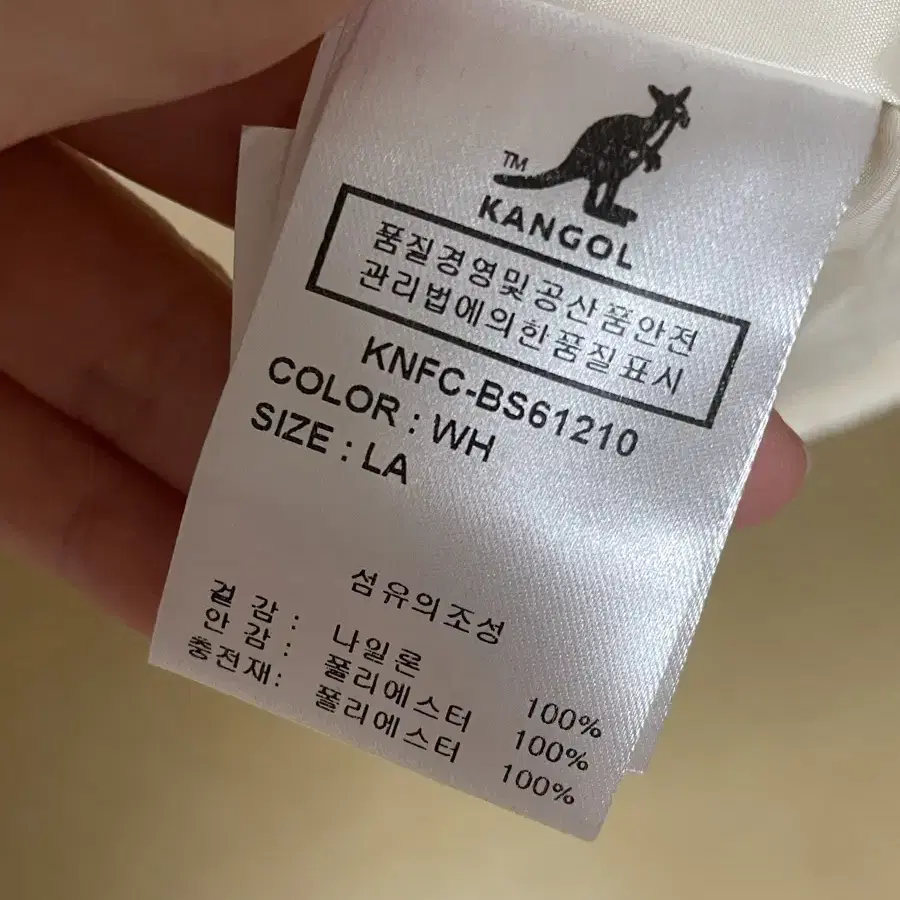 TM
KANGOL
품질경영및공산품안전
관리법에의한품질표시
KNFC-BS61210
COLOR : WH
SIZE : LA
섬유의조성
겉 감 : 나일론 100%
안 감 : 폴리에스터 100%
충전재: 폴리에스터 100%